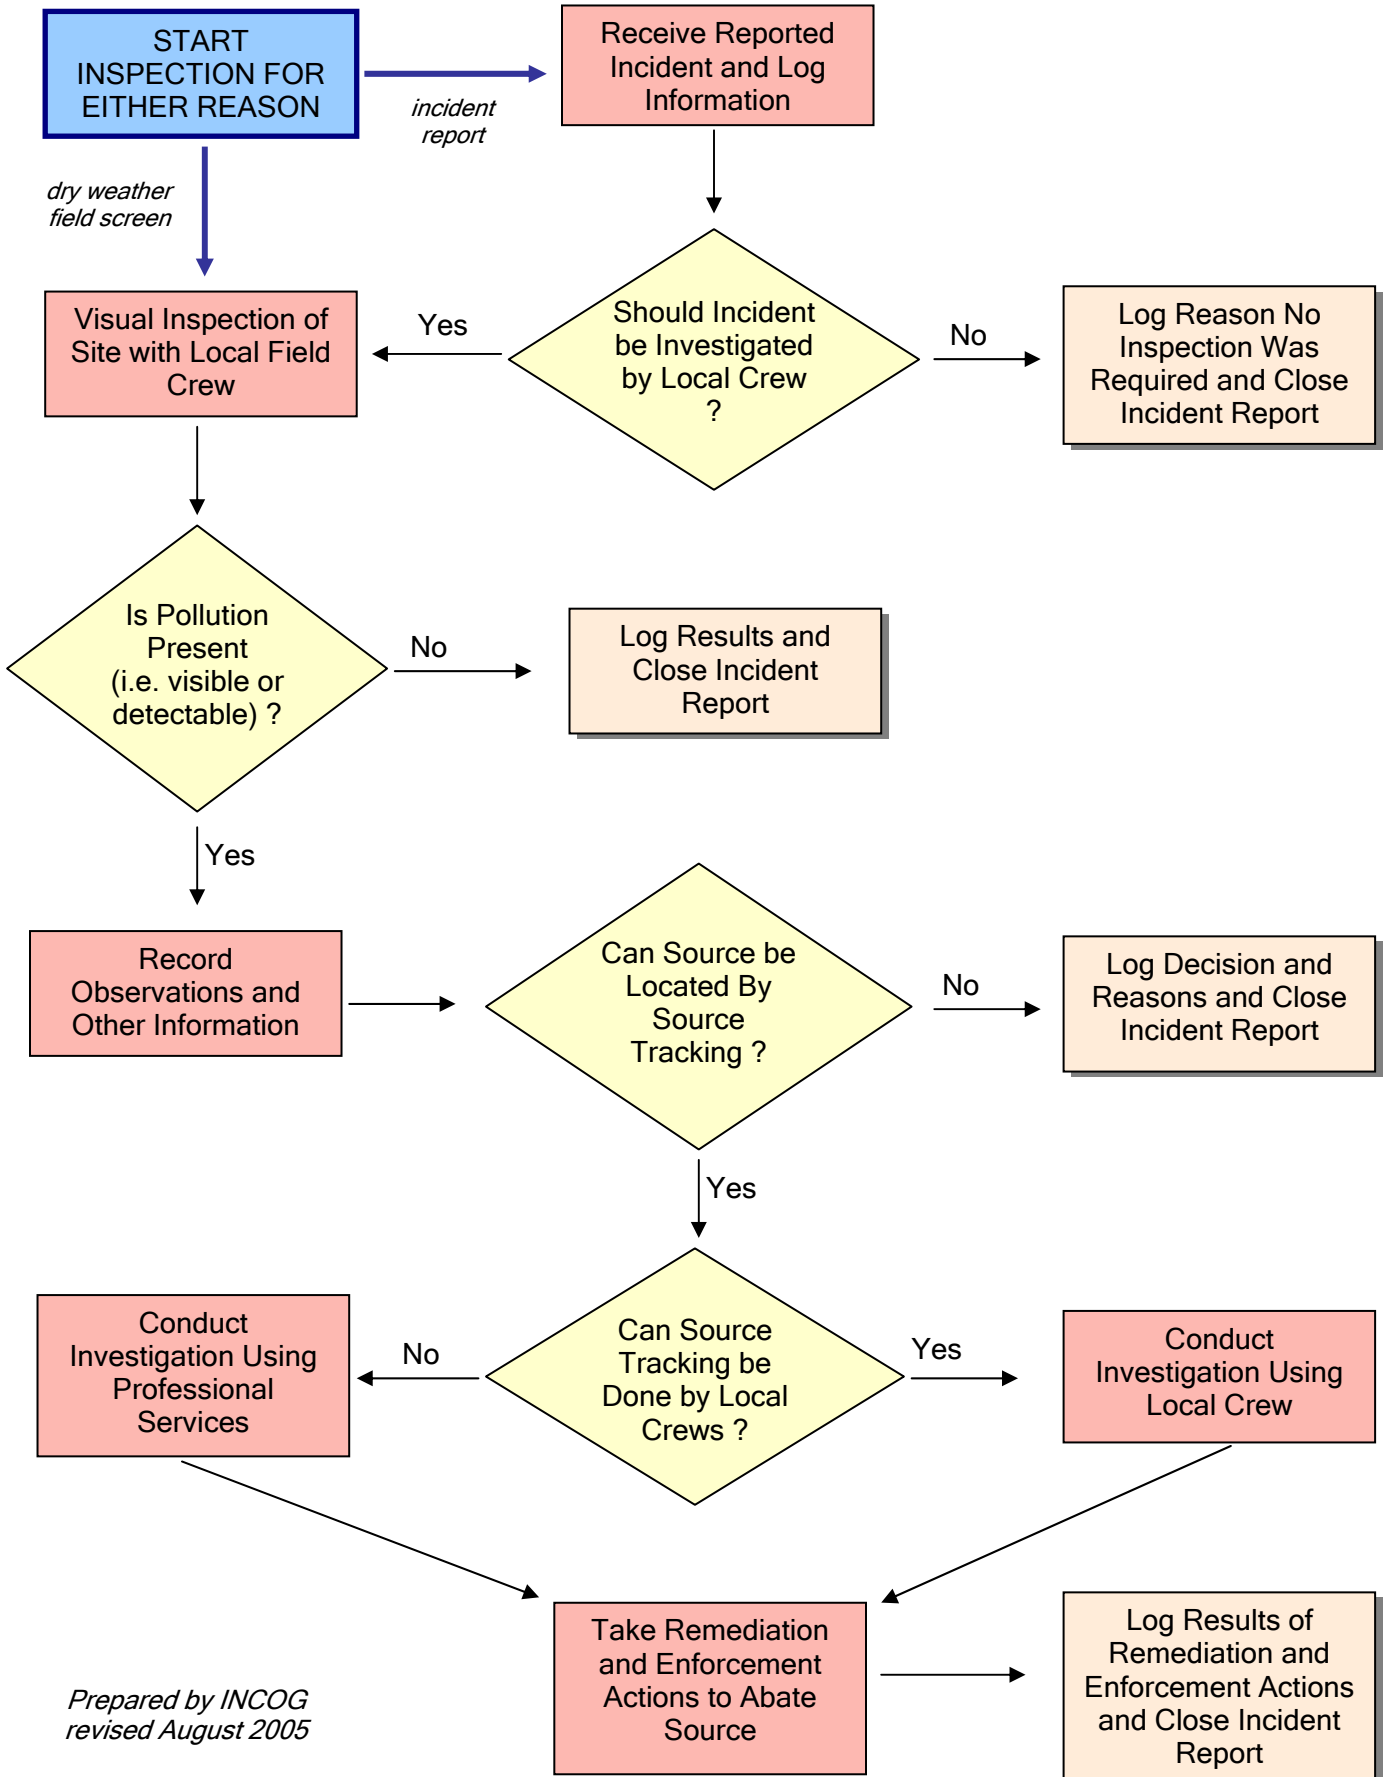 START
INSPECTION FOR
EITHER REASON
incident
report
Receive Reported
Incident and Log
Information
dry weather
field screen
Visual Inspection of
Site with Local Field
Crew
Yes
Should Incident
be Investigated
by Local Crew
?
No
Log Reason No
Inspection Was
Required and Close
Incident Report
Is Pollution
Present
(i.e. visible or
detectable) ?
No
Log Results and
Close Incident
Report
Yes
Record
Observations and
Other Information
Can Source be
Located By
Source
Tracking ?
No
Log Decision and
Reasons and Close
Incident Report
Yes
Conduct
Investigation Using
Professional
Services
No
Can Source
Tracking be
Done by Local
Crews ?
Yes
Conduct
Investigation Using
Local Crew
Take Remediation
and Enforcement
Actions to Abate
Source
Log Results of
Remediation and
Enforcement Actions
and Close Incident
Report
Prepared by INCOG
revised August 2005